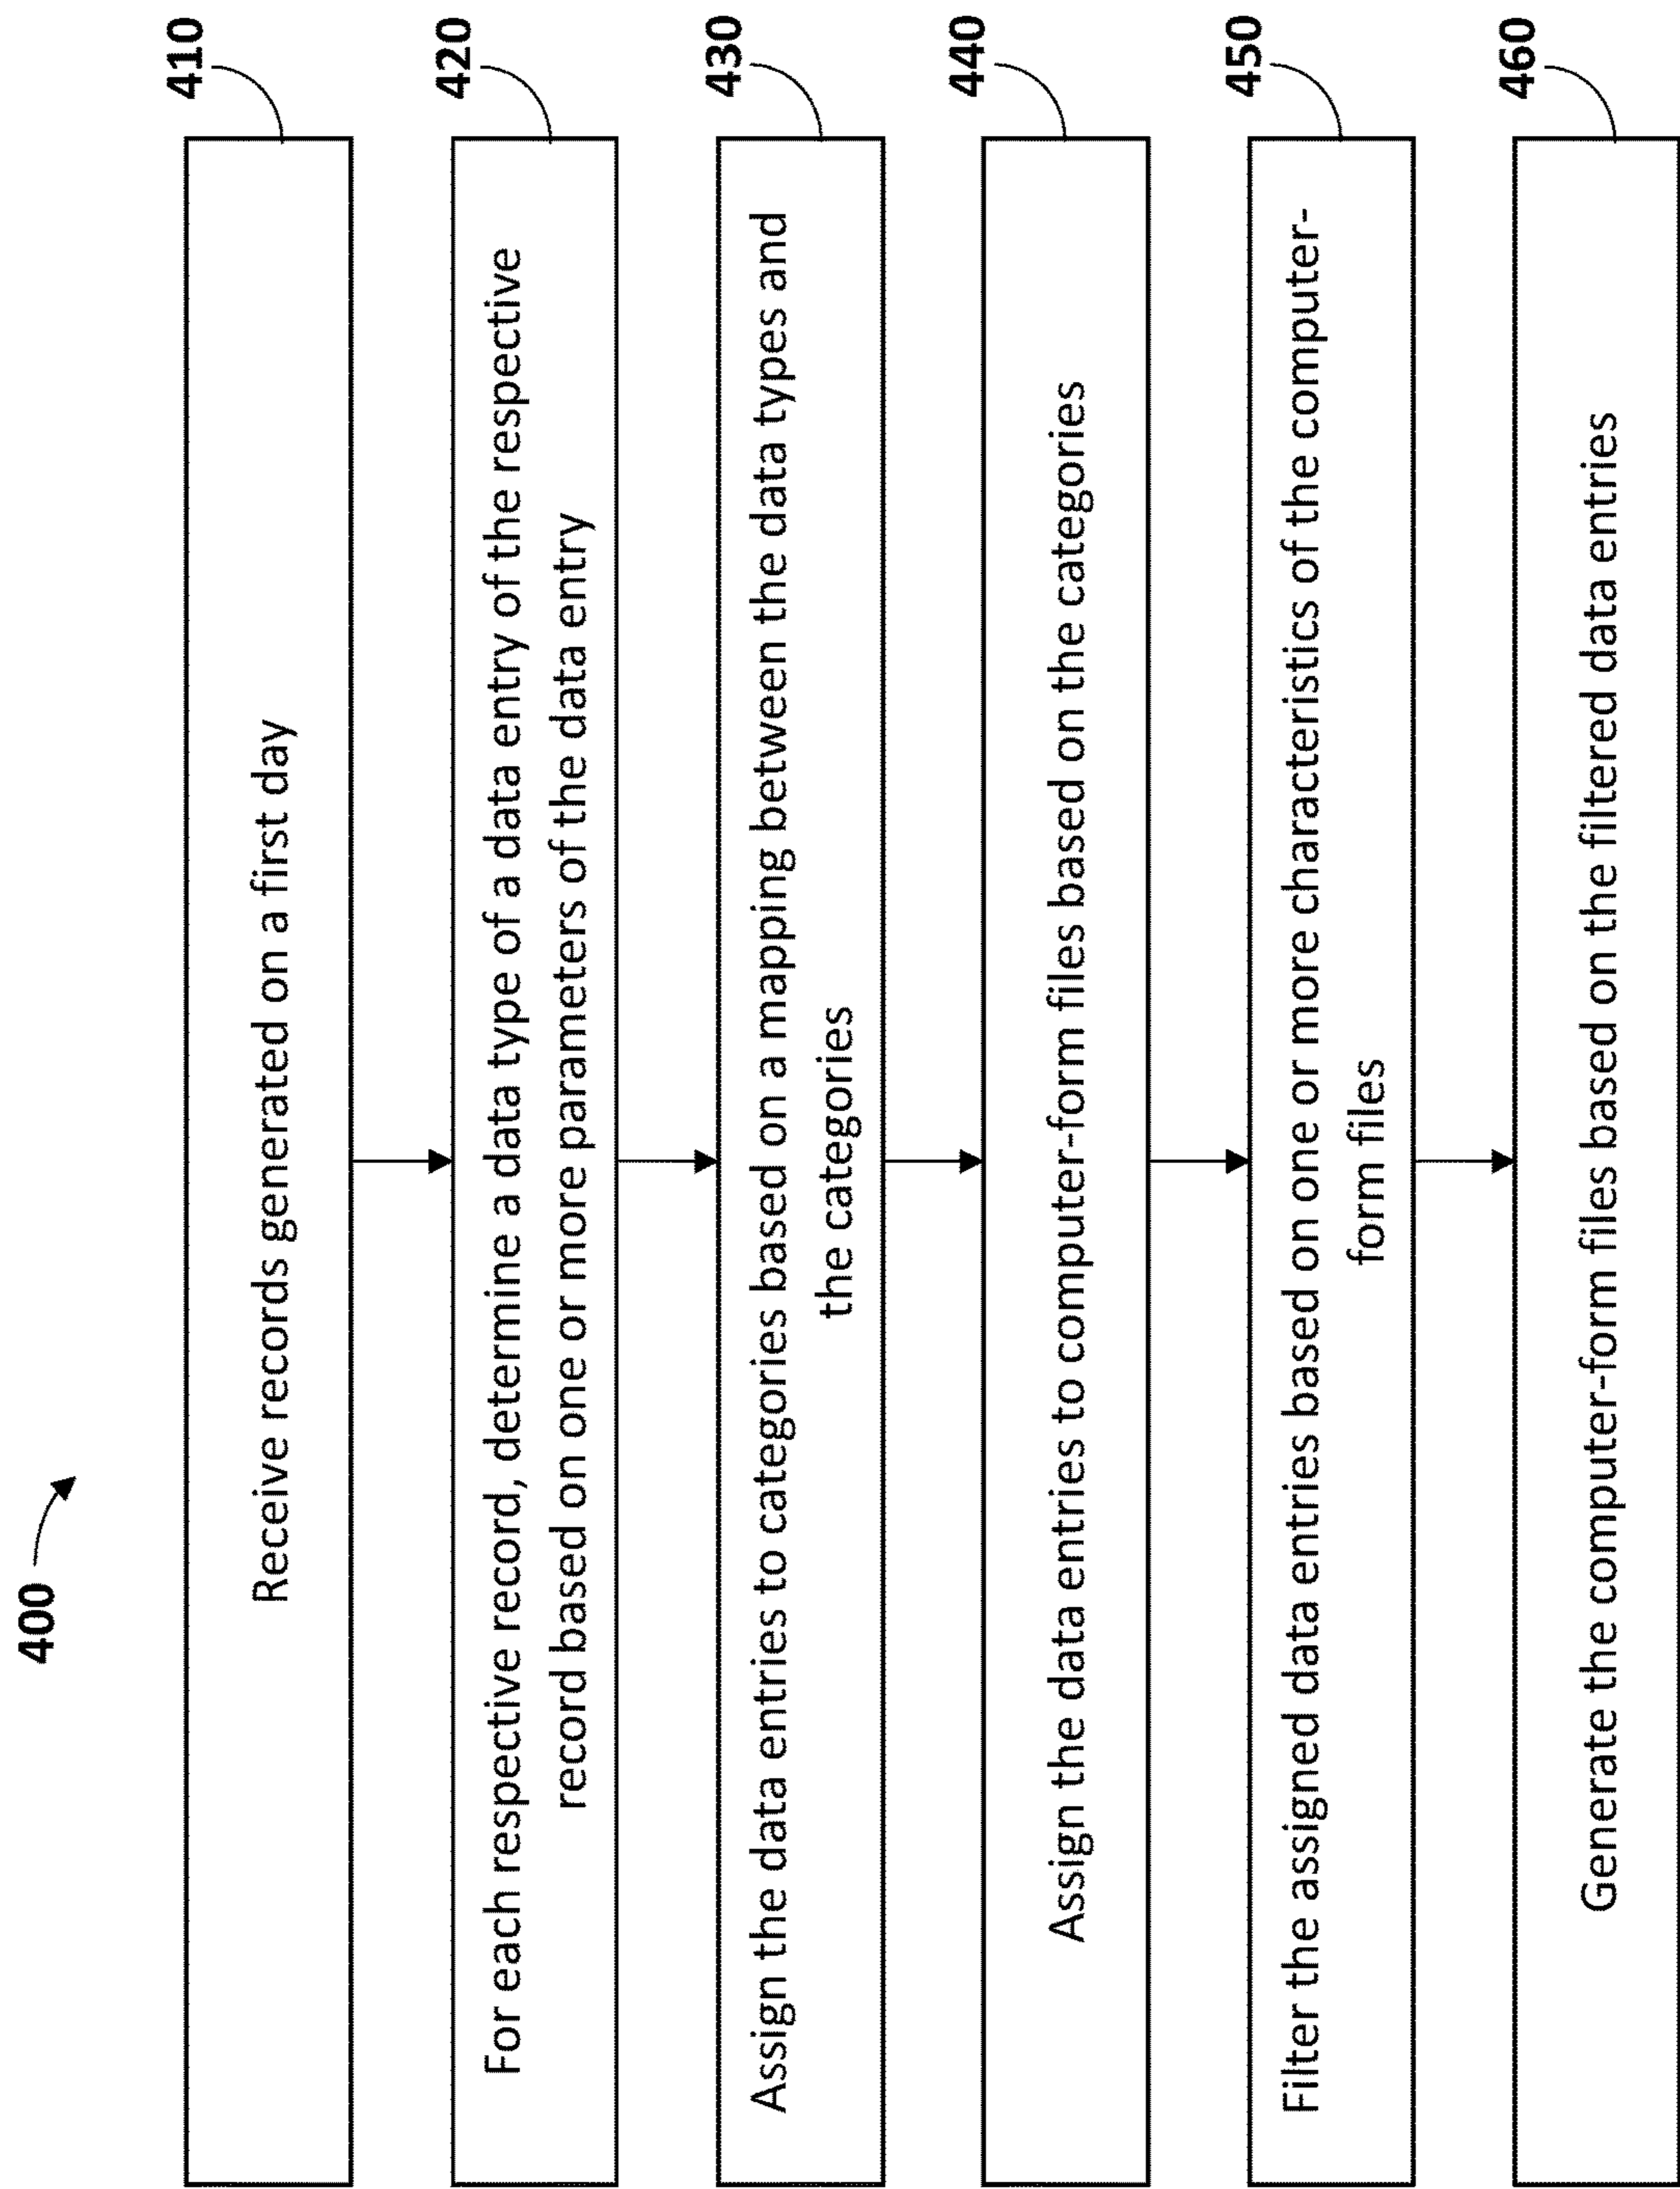 400
Receive records generated on a first day
410
For each respective record, determine a data type of a data entry of the respective
record based on one or more parameters of the data entry
420
Assign the data entries to categories based on a mapping between the data types and
the categories
430
Assign the data entries to computer-form files based on the categories
440
Filter the assigned data entries based on one or more characteristics of the computer-
form files
450
Generate the computer-form files based on the filtered data entries
460